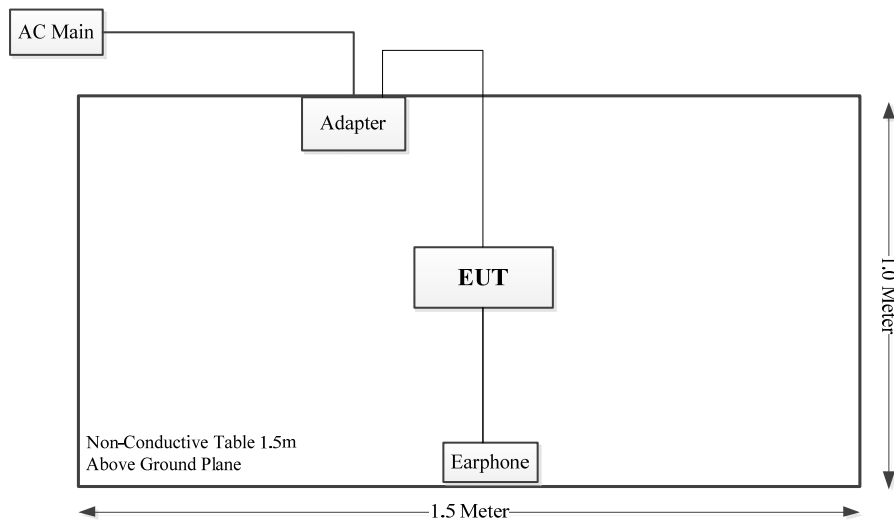 AC Main
Adapter
EUT
1.0 Meter
Non-Conductive Table 1.5m
Above Ground Plane
Earphone
1.5 Meter